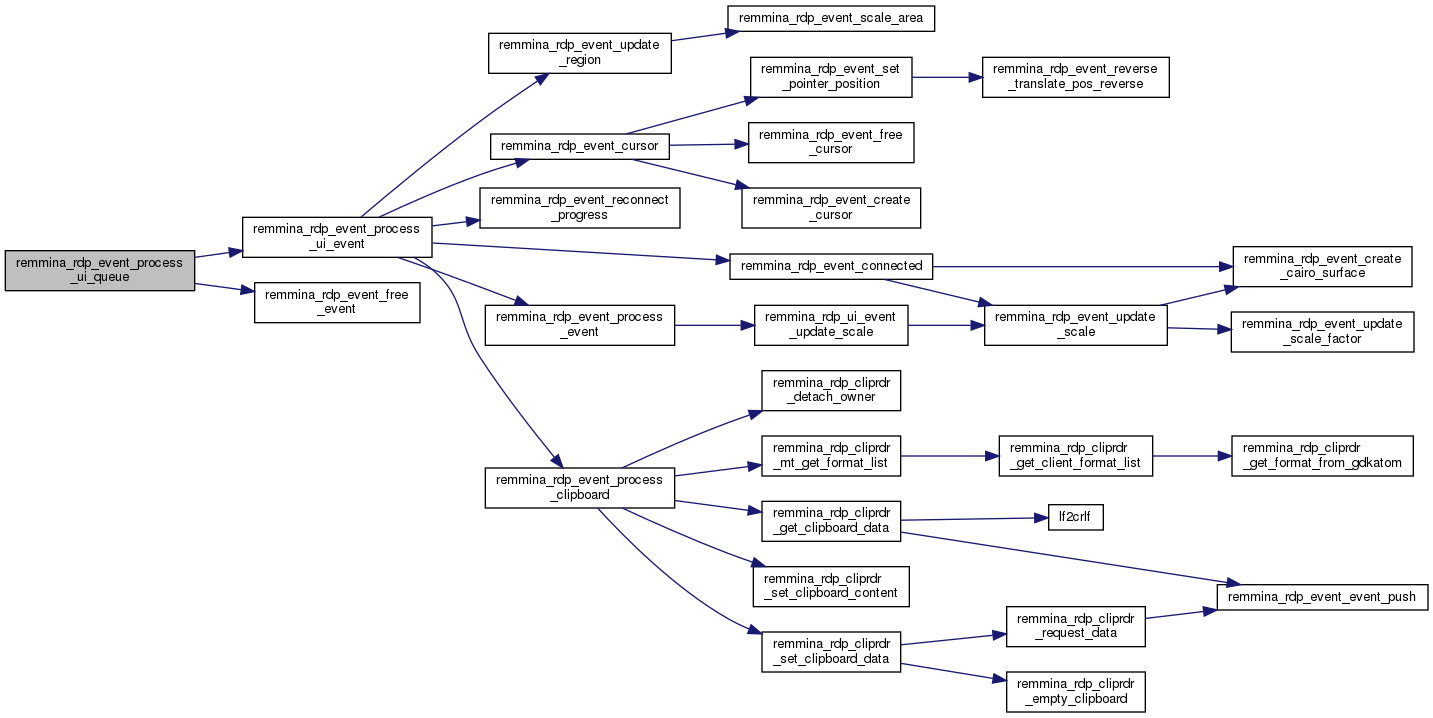 remmina_rdp_event_process
_ui_queue
remmina_rdp_event_process
_ui_event
remmina_rdp_event_free
_event
remmina_rdp_event_update
_region
remmina_rdp_event_scale_area
remmina_rdp_event_cursor
remmina_rdp_event_set
_pointer_position
remmina_rdp_event_reverse
_translate_pos_reverse
remmina_rdp_event_free
_cursor
remmina_rdp_event_create
_cursor
remmina_rdp_event_reconnect
_progress
remmina_rdp_event_connected
remmina_rdp_event_create
_cairo_surface
remmina_rdp_event_process
_event
remmina_rdp_ui_event
_update_scale
remmina_rdp_event_update
_scale
remmina_rdp_event_update
_scale_factor
remmina_rdp_event_process
_clipboard
remmina_rdp_cliprdr
_detach_owner
remmina_rdp_cliprdr
_mt_get_format_list
remmina_rdp_cliprdr
_get_client_format_list
remmina_rdp_cliprdr
_get_format_from_gdkatom
remmina_rdp_cliprdr
_get_clipboard_data
lf2crlf
remmina_rdp_event_event_push
remmina_rdp_cliprdr
_set_clipboard_content
remmina_rdp_cliprdr
_set_clipboard_data
remmina_rdp_cliprdr
_request_data
remmina_rdp_cliprdr
_empty_clipboard